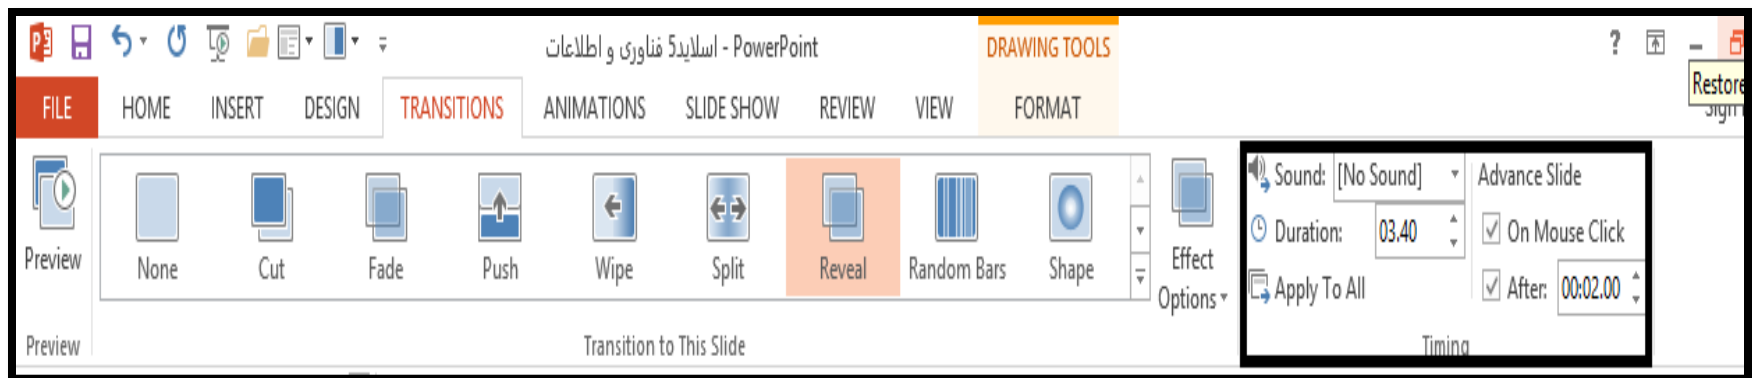 اسلاید5 فناوری و اطلاعات - PowerPoint
DRAWING TOOLS
?
Restore
FILE HOME INSERT DESIGN TRANSITIONS ANIMATIONS SLIDE SHOW REVIEW VIEW FORMAT
Sound: [No Sound] Advance Slide
Duration: 03.40 On Mouse Click
Preview None Cut Fade Push Wipe Split Reveal Random Bars Shape Effect Options
Apply To All After: 00:02.00
Preview Transition to This Slide Timing